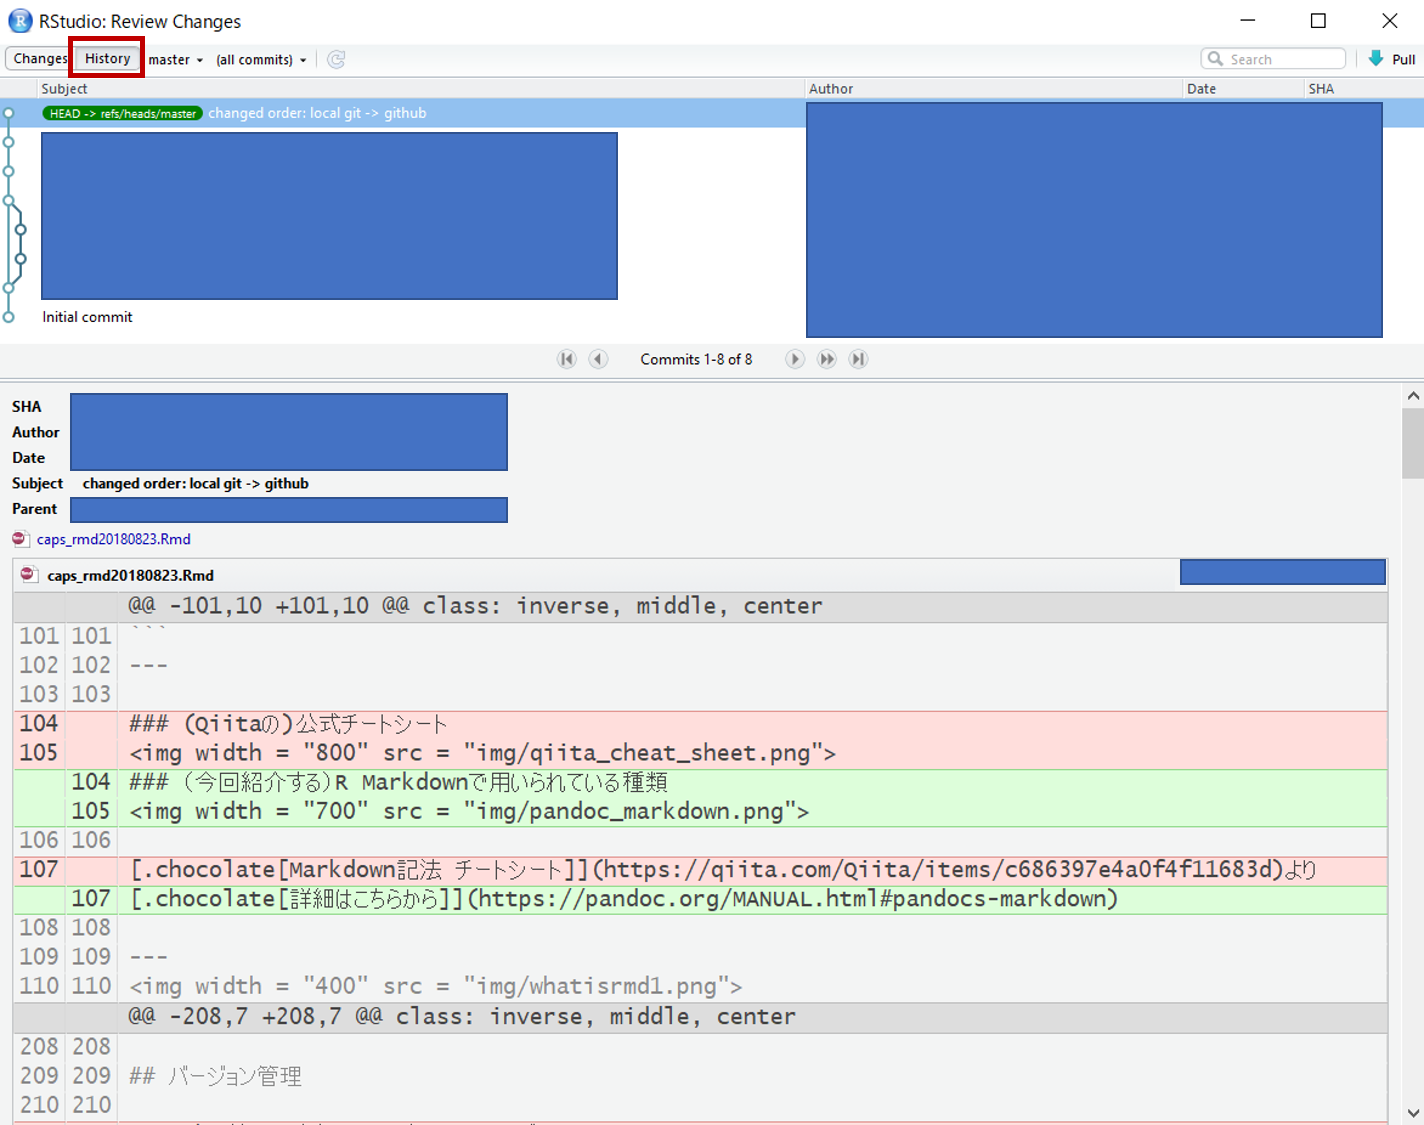 RStudio: Review Changes
Changes History master (all commits) Search Pull
Subject Author Date SHA
HEAD -> refs/heads/master changed order: local git -> github
Initial commit
Commits 1-8 of 8
SHA
Author
Date
Subject changed order: local git -> github
Parent
caps_rmd20180823.Rmd
caps_rmd20180823.Rmd
@@ -101,10 +101,10 @@ class: inverse, middle, center
101 101 ```
102 102 ---
103 103
104 ### (Qiitaの)公式チートシート
105 <img width = "800" src = "img/qiita_cheat_sheet.png">
104 ### (今回紹介する)R Markdownで用いられている種類
105 <img width = "700" src = "img/pandoc_markdown.png">
106 106
107 [.chocolate[Markdown記法 チートシート]](https://qiita.com/Qiita/items/c686397e4a0f4f11683d)より
107 [.chocolate[詳細はこちらから]](https://pandoc.org/MANUAL.html#pandocs-markdown)
108 108
109 109 ---
110 110 <img width = "400" src = "img/whatisrmd1.png">
@@ -208,7 +208,7 @@ class: inverse, middle, center
208 208
209 209 ## バージョン管理
210 210